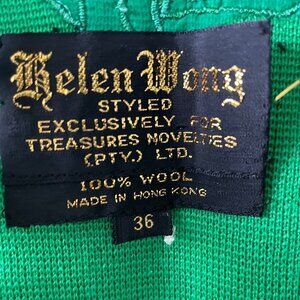 Helen Wong
STYLED
EXCLUSIVELY FOR
TREASURES NOVELTIES
(PTY.) LTD.
100% WOOL
MADE IN HONG KONG
36